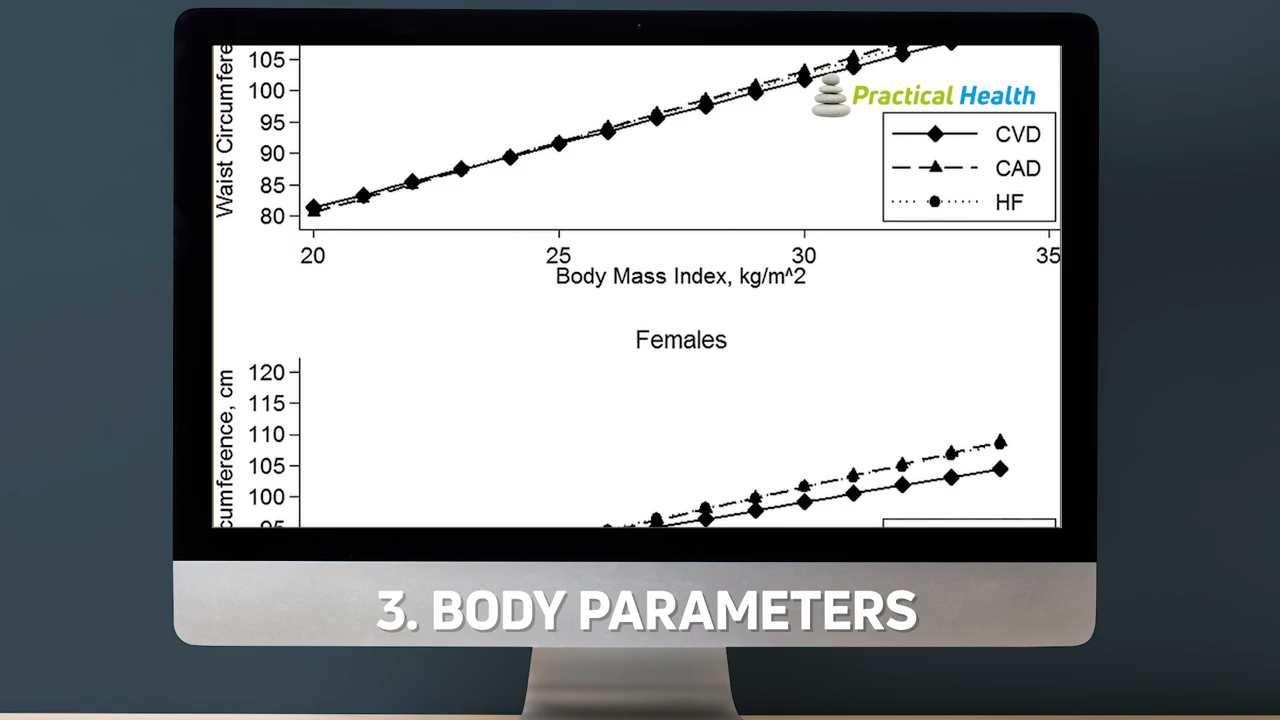 Waist Circumfere
105
100
95
90
85
80
Practical Health
CVD
CAD
HF
20
25
30
35
Body Mass Index, kg/m^2
Females
cumference, cm
120
115
110
105
100
95
3. BODY PARAMETERS